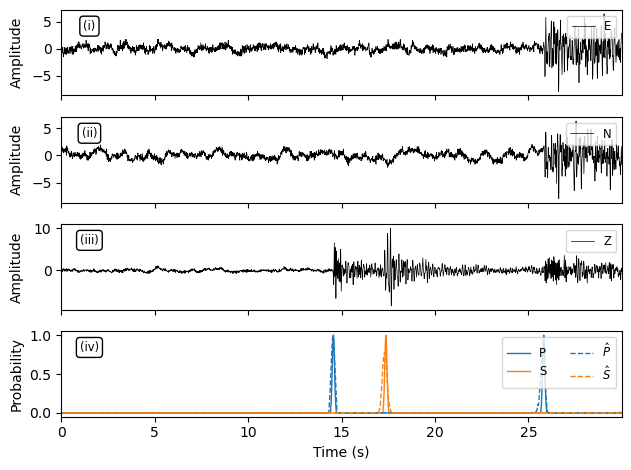 5
0
−5
Amplitude
(i)
E
5
0
−5
Amplitude
(ii)
N
10
0
Amplitude
(iii)
Z
1.0
0.5
0.0
Probability
(iv)
P P̂
S Ŝ
0 5 10 15 20 25
Time (s)